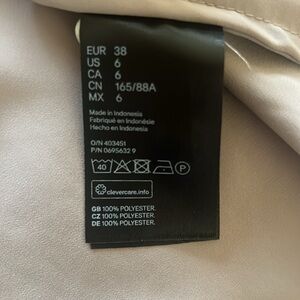 EUR 38
US 6
CA 6
CN 165/88A
MX 6
Made in Indonesia
Fabriqué en Indonésie
Hecho en Indonesia
O/N 403451
P/N 0695632 9
40 P
clevercare.info
GB 100% POLYESTER.
CZ 100% POLYESTER.
DE 100% POLYESTER.